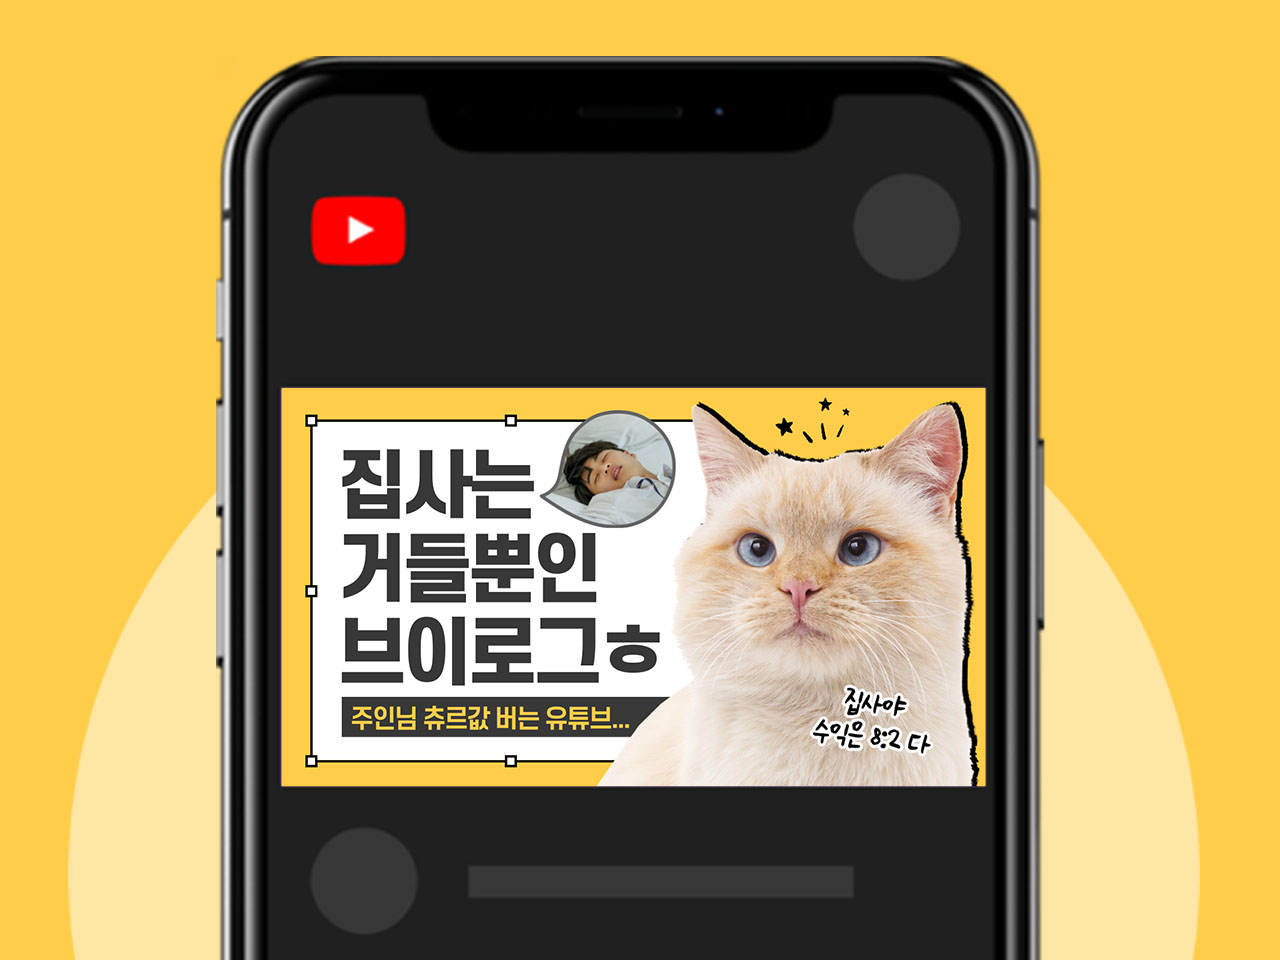 집사는
거들뿐인
브이로그ㅎ
주인님 츄르값 버는 유튜브...
집사야
수익은 8:2 다